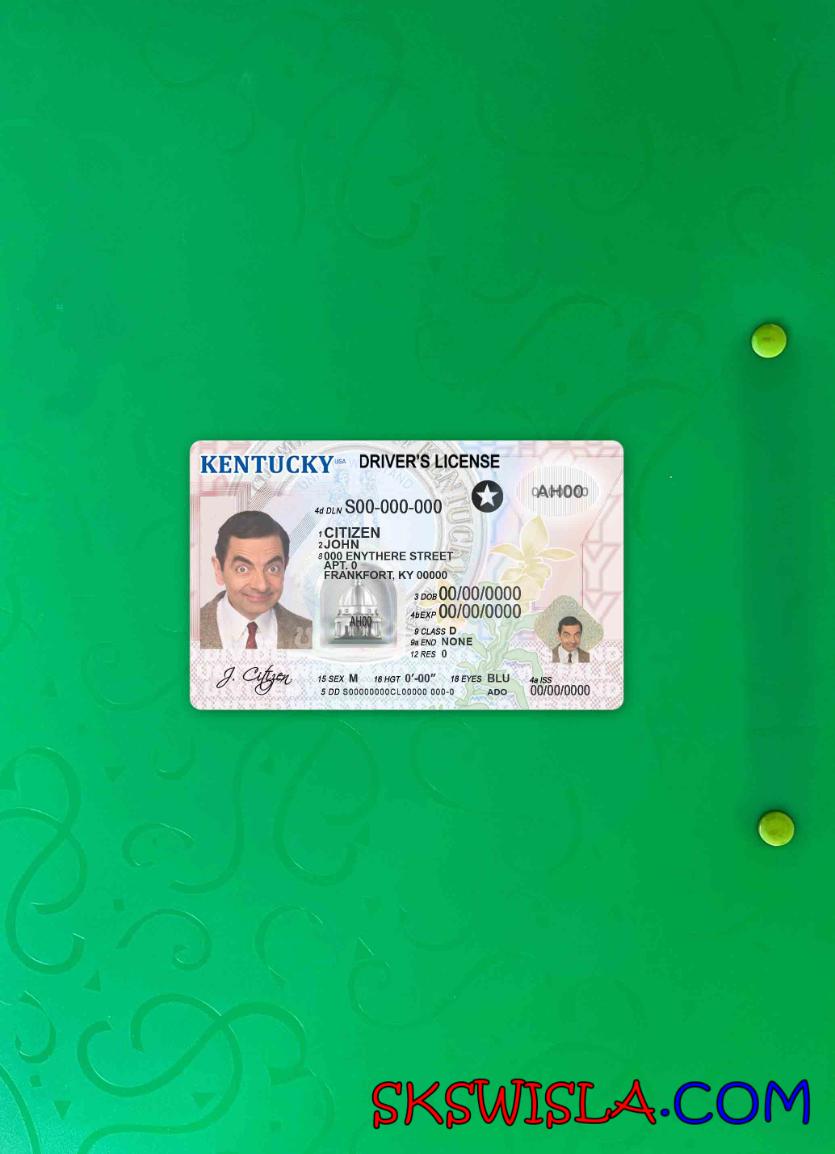 KENTUCKY USA DRIVER'S LICENSE
AH00
4d DLN S00-000-000
1 CITIZEN
2 JOHN
8 000 ENYTHERE STREET
APT. 0
FRANKFORT, KY 00000
AH00
3 DOB 00/00/0000
4b EXP 00/00/0000
9 CLASS D
9a END NONE
12 RES 0
J. Citizen
15 SEX M 16 HGT 0'-00" 18 EYES BLU 4a ISS
00/00/0000
5 DD S00000000CL00000 000-0 ADO
SKSWISLA.COM